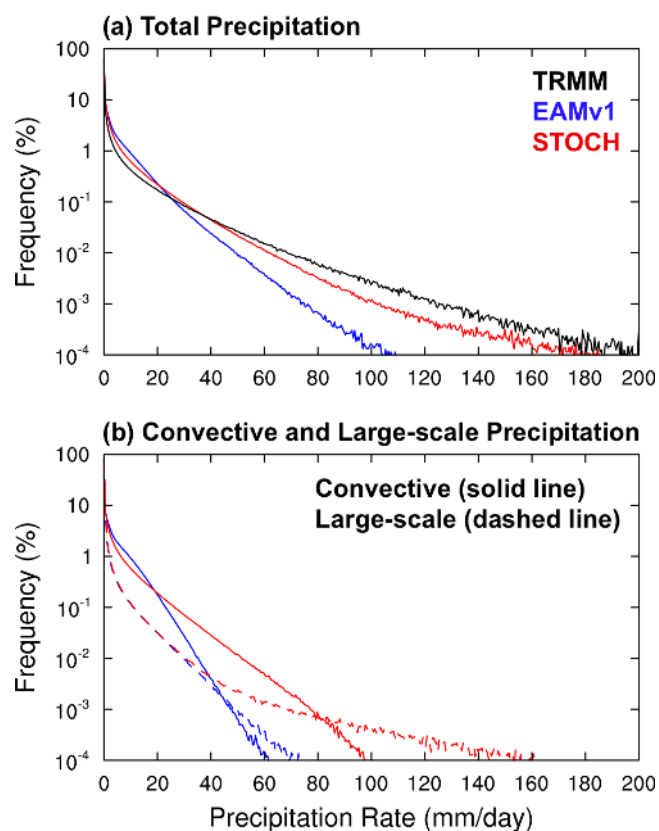 (a) Total Precipitation
100
10
1
10⁻¹
10⁻²
10⁻³
10⁻⁴
Frequency (%)
TRMM
EAMv1
STOCH
0 20 40 60 80 100 120 140 160 180 200
(b) Convective and Large-scale Precipitation
100
10
1
10⁻¹
10⁻²
10⁻³
10⁻⁴
Frequency (%)
Convective (solid line)
Large-scale (dashed line)
0 20 40 60 80 100 120 140 160 180 200
Precipitation Rate (mm/day)